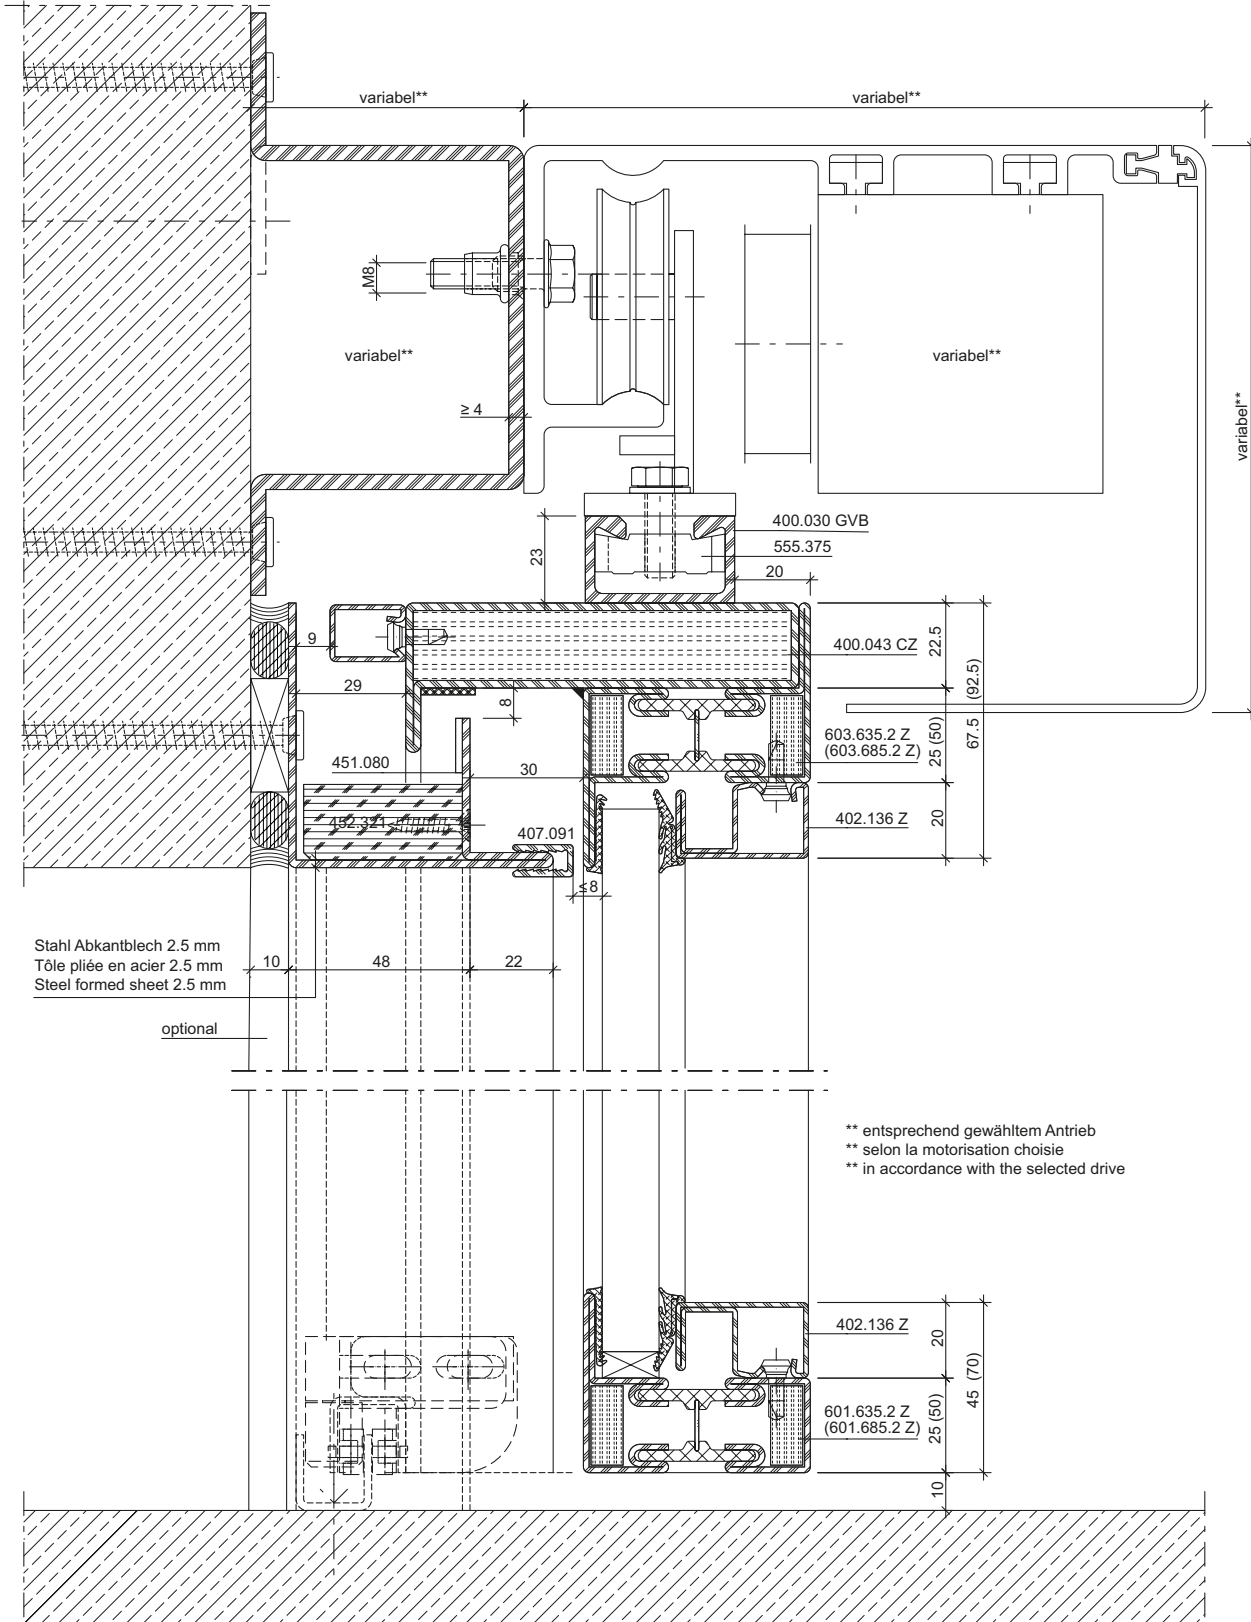 variabel**
variabel**
M8
variabel**
variabel**
variabel**
≥ 4
400.030 GVB
555.375
23
20
9
400.043 CZ
22.5
67.5 (92.5)
29
8
603.635.2 Z
(603.685.2 Z)
25 (50)
451.080
30
452.321
407.091
402.136 Z
20
≤ 8
Stahl Abkantblech 2.5 mm
Tôle pliée en acier 2.5 mm
Steel formed sheet 2.5 mm
10
48
22
optional
** entsprechend gewähltem Antrieb
** selon la motorisation choisie
** in accordance with the selected drive
402.136 Z
20
45 (70)
601.635.2 Z
(601.685.2 Z)
25 (50)
10